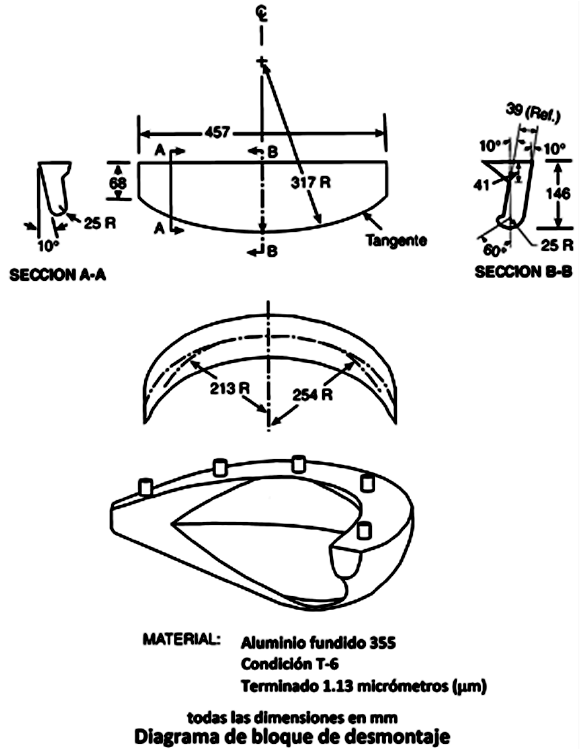 ℄
457
A
B
68
317 R
A
B
Tangente
25 R
10°
SECCION A-A
39 (Ref.)
10°
10°
41
146
60°
25 R
SECCION B-B
213 R
254 R
MATERIAL: Aluminio fundido 355
Condición T-6
Terminado 1.13 micrómetros (µm)
todas las dimensiones en mm
Diagrama de bloque de desmontaje